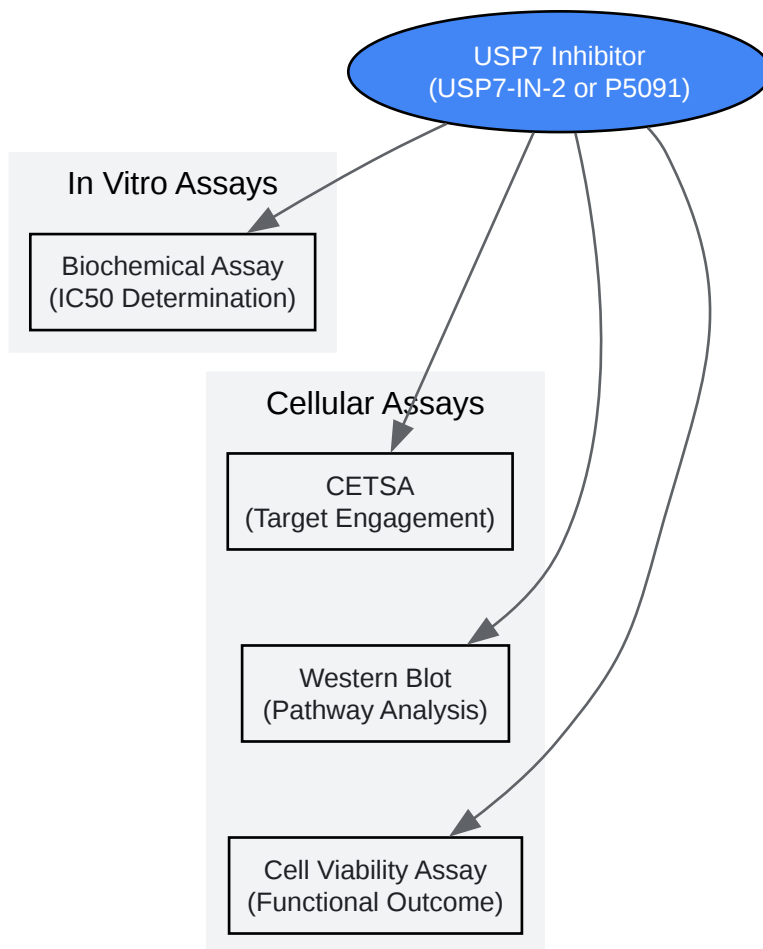 USP7 Inhibitor
(USP7-IN-2 or P5091)
In Vitro Assays
Biochemical Assay
(IC50 Determination)
Cellular Assays
CETSA
(Target Engagement)
Western Blot
(Pathway Analysis)
Cell Viability Assay
(Functional Outcome)